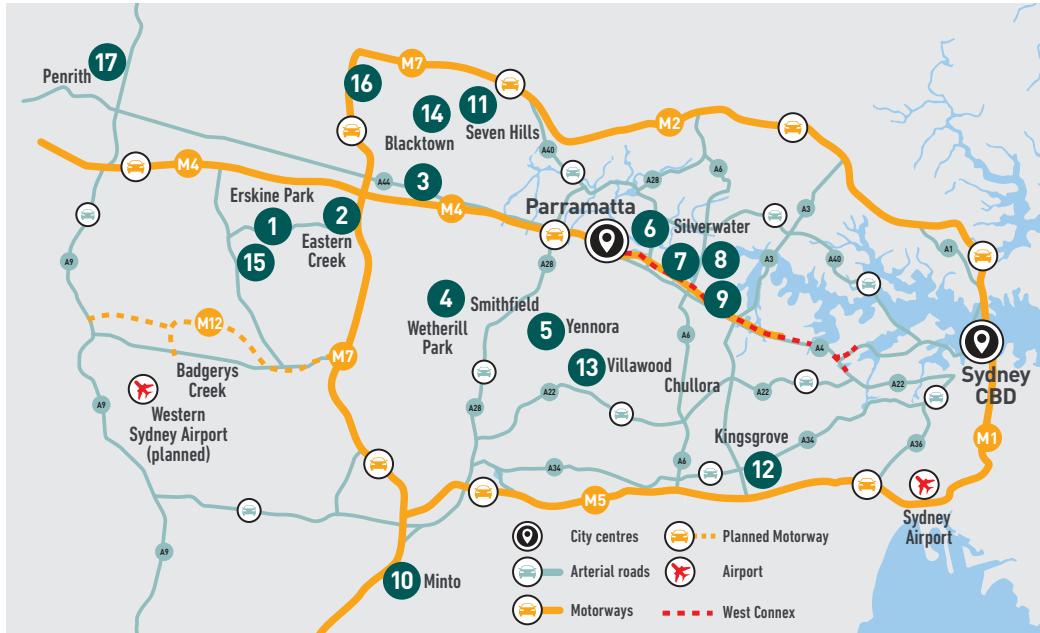 17
Penrith
M7
16
14
11
Blacktown
Seven Hills
M2
A40
A6
A28
A3
M4
A44
3
M4
Erskine Park
1
2
Eastern
Creek
15
Parramatta
6
Silverwater
7
8
9
A9
A28
A3
A40
A1
4
Smithfield
Wetherill
Park
5
Yennora
M12
Badgerys
Creek
M7
13
Villawood
A6
A4
Sydney
CBD
Western
Sydney Airport
(planned)
A9
A28
A22
Chullora
A22
A22
Kingsgrove
A34
A36
M1
A34
A6
12
M5
Sydney
Airport
A9
10
Minto
City centres
Planned Motorway
Arterial roads
Airport
Motorways
West Connex